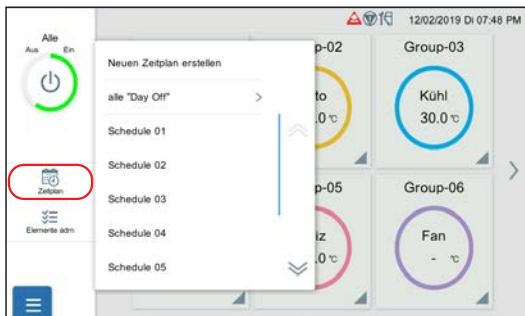 12/02/2019 Di 07:48 PM
Alle
Aus Ein
Zeitplan
Elemente adm
Neuen Zeitplan erstellen
alle "Day Off"
Schedule 01
Schedule 02
Schedule 03
Schedule 04
Schedule 05
p-02
to
.0 °C
Group-03
Kühl
30.0 °C
p-05
iz
.0 °C
Group-06
Fan
- °C